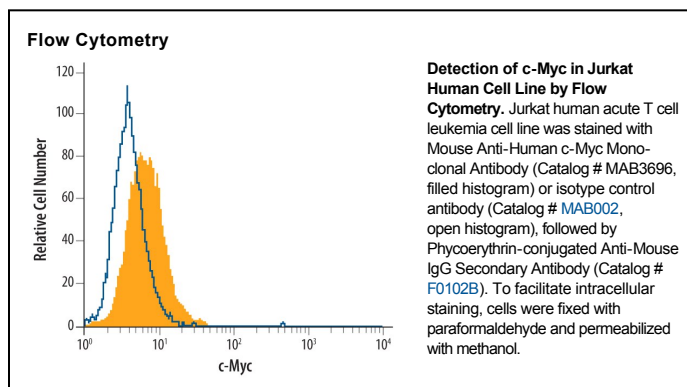 Flow Cytometry
120
100
80
60
40
20
0
Relative Cell Number
10⁰
10¹
10²
10³
10⁴
c-Myc
Detection of c-Myc in Jurkat
Human Cell Line by Flow
Cytometry. Jurkat human acute T cell
leukemia cell line was stained with
Mouse Anti-Human c-Myc Mono-
clonal Antibody (Catalog # MAB3696,
filled histogram) or isotype control
antibody (Catalog # MAB002,
open histogram), followed by
Phycoerythrin-conjugated Anti-Mouse
IgG Secondary Antibody (Catalog #
F0102B). To facilitate intracellular
staining, cells were fixed with
paraformaldehyde and permeabilized
with methanol.